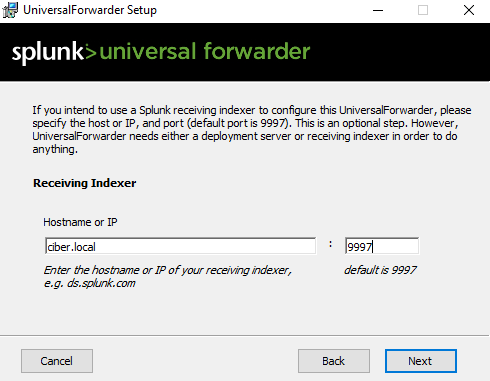 UniversalForwarder Setup
splunk>universal forwarder
If you intend to use a Splunk receiving indexer to configure this UniversalForwarder, please
specify the host or IP, and port (default port is 9997). This is an optional step. However,
UniversalForwarder needs either a deployment server or receiving indexer in order to do
anything.
Receiving Indexer
Hostname or IP
ciber.local : 9997
Enter the hostname or IP of your receiving indexer, default is 9997
e.g. ds.splunk.com
Cancel Back Next